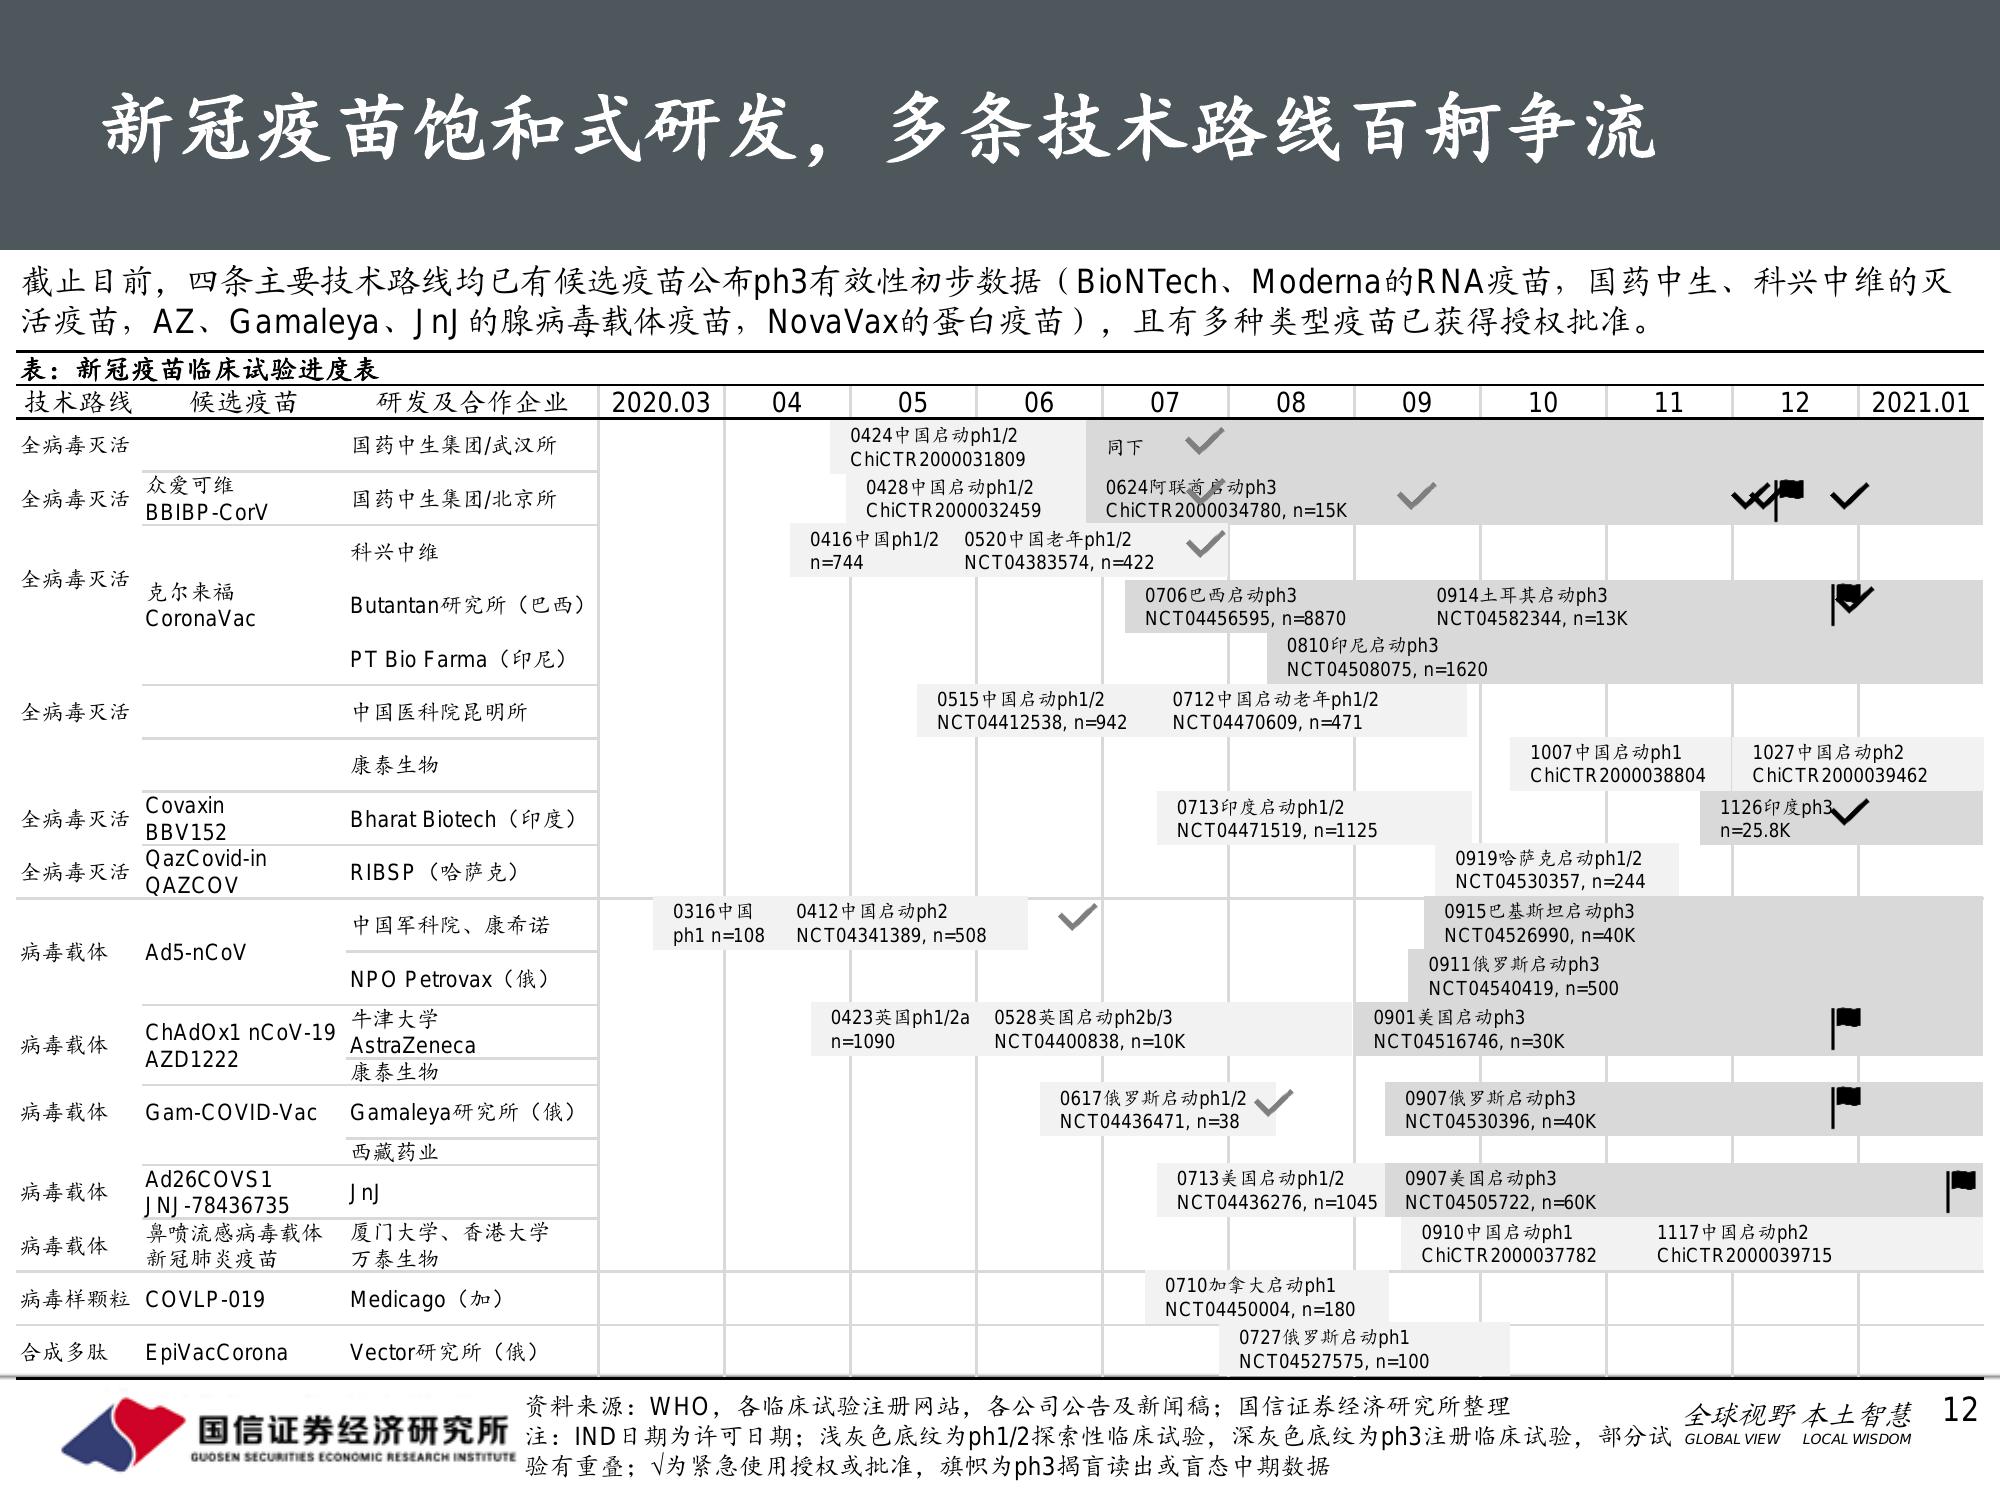 新冠疫苗饱和式研发，多条技术路线百舸争流
截止目前，四条主要技术路线均已有候选疫苗公布ph3有效性初步数据（BioNTech、Moderna的RNA疫苗，国药中生、科兴中维的灭
活疫苗，AZ、Gamaleya、JnJ的腺病毒载体疫苗，NovaVax的蛋白疫苗），且有多种类型疫苗已获得授权批准。
表：新冠疫苗临床试验进度表
技术路线 候选疫苗 研发及合作企业 2020.03 04 05 06 07 08 09 10 11 12 2021.01
全病毒灭活 国药中生集团/武汉所
0424中国启动ph1/2
ChiCTR2000031809
同下
全病毒灭活
众爱可维
BBIBP-CorV
国药中生集团/北京所
0428中国启动ph1/2
ChiCTR2000032459
0624阿联酋启动ph3
ChiCTR2000034780, n=15K
全病毒灭活
克尔来福
CoronaVac
科兴中维
0416中国ph1/2
n=744
0520中国老年ph1/2
NCT04383574, n=422
Butantan研究所（巴西）
0706巴西启动ph3
NCT04456595, n=8870
0914土耳其启动ph3
NCT04582344, n=13K
PT Bio Farma（印尼）
0810印尼启动ph3
NCT04508075, n=1620
全病毒灭活 中国医科院昆明所
0515中国启动ph1/2
NCT04412538, n=942
0712中国启动老年ph1/2
NCT04470609, n=471
康泰生物
1007中国启动ph1
ChiCTR2000038804
1027中国启动ph2
ChiCTR2000039462
全病毒灭活
Covaxin
BBV152
Bharat Biotech（印度）
0713印度启动ph1/2
NCT04471519, n=1125
1126印度ph3
n=25.8K
全病毒灭活
QazCovid-in
QAZCOV
RIBSP（哈萨克）
0919哈萨克启动ph1/2
NCT04530357, n=244
病毒载体 Ad5-nCoV
中国军科院、康希诺
0316中国
ph1 n=108
0412中国启动ph2
NCT04341389, n=508
0915巴基斯坦启动ph3
NCT04526990, n=40K
NPO Petrovax（俄）
0911俄罗斯启动ph3
NCT04540419, n=500
病毒载体
ChAdOx1 nCoV-19
AZD1222
牛津大学
AstraZeneca
0423英国ph1/2a
n=1090
0528英国启动ph2b/3
NCT04400838, n=10K
0901美国启动ph3
NCT04516746, n=30K
康泰生物
病毒载体 Gam-COVID-Vac Gamaleya研究所（俄）
0617俄罗斯启动ph1/2
NCT04436471, n=38
0907俄罗斯启动ph3
NCT04530396, n=40K
西藏药业
病毒载体
Ad26COVS1
JNJ-78436735
JnJ
0713美国启动ph1/2
NCT04436276, n=1045
0907美国启动ph3
NCT04505722, n=60K
病毒载体
鼻喷流感病毒载体
新冠肺炎疫苗
厦门大学、香港大学
万泰生物
0910中国启动ph1
ChiCTR2000037782
1117中国启动ph2
ChiCTR2000039715
病毒样颗粒 COVLP-019 Medicago（加）
0710加拿大启动ph1
NCT04450004, n=180
合成多肽 EpiVacCorona Vector研究所（俄）
0727俄罗斯启动ph1
NCT04527575, n=100
国信证券经济研究所
GUOSEN SECURITIES ECONOMIC RESEARCH INSTITUTE
资料来源：WHO，各临床试验注册网站，各公司公告及新闻稿；国信证券经济研究所整理
注：IND日期为许可日期；浅灰色底纹为ph1/2探索性临床试验，深灰色底纹为ph3注册临床试验，部分试
验有重叠；√为紧急使用授权或批准，旗帜为ph3揭盲读出或盲态中期数据
全球视野 本土智慧
GLOBAL VIEW LOCAL WISDOM
12